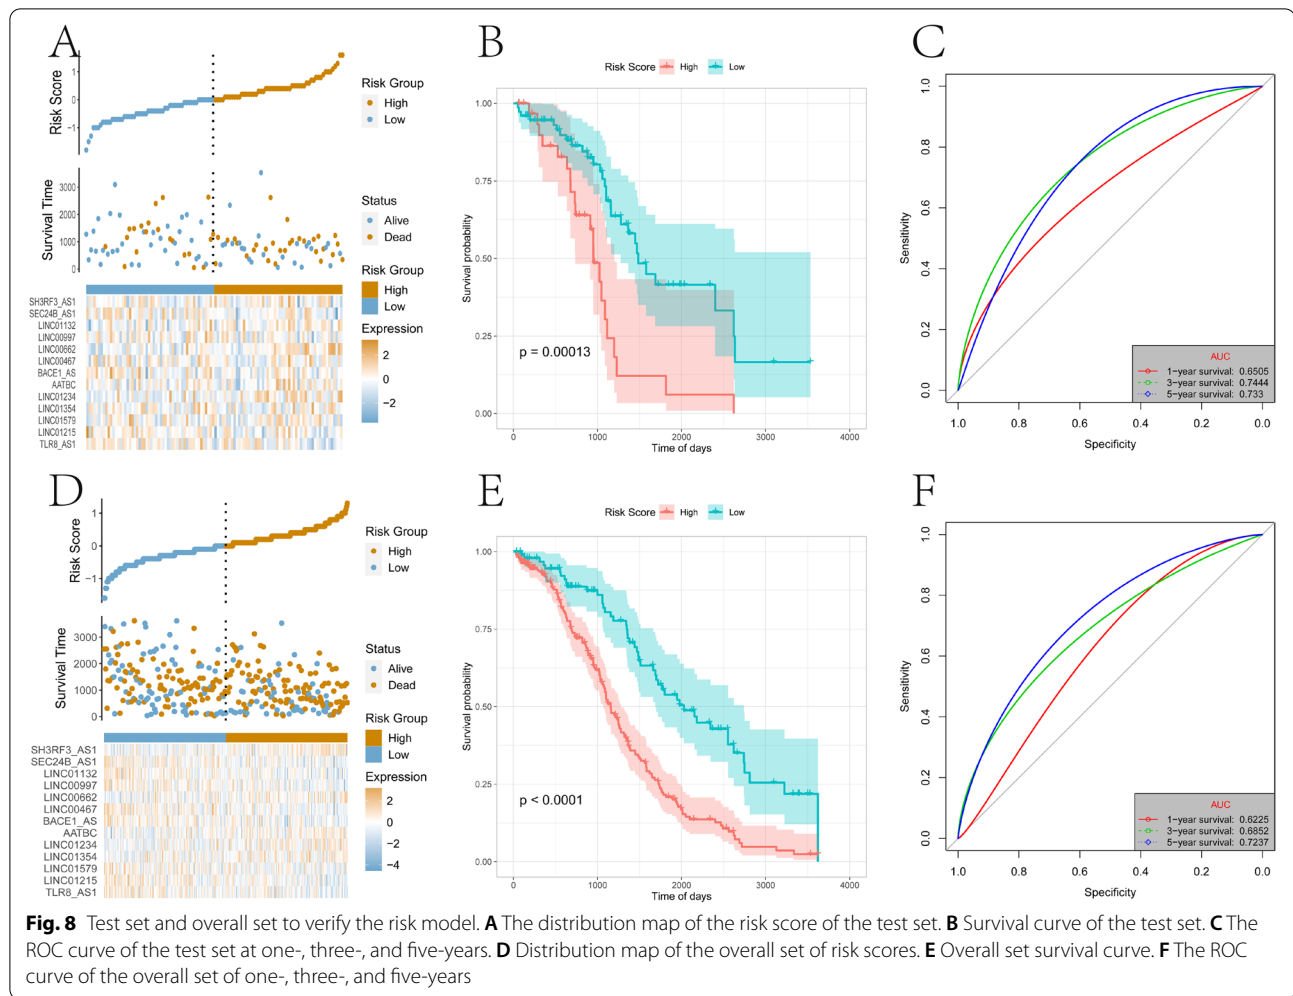 A
Risk Score
1
0
−1
Risk Group
High
Low
Survival Time
3000
2000
1000
0
Status
Alive
Dead
Risk Group
High
Low
Expression
2
0
−2
SH3RF3_AS1
SEC24B_AS1
LINC01132
LINC00997
LINC00662
LINC00467
BACE1_AS
AATBC
LINC01234
LINC01354
LINC01579
LINC01215
TLR8_AS1
B
Risk Score High Low
Survival probability
1.00
0.75
0.50
0.25
0.00
p = 0.00013
0 1000 2000 3000 4000
Time of days
C
Sensitivity
1.0
0.8
0.6
0.4
0.2
0.0
AUC
1-year survival: 0.6505
3-year survival: 0.7444
5-year survival: 0.733
1.0 0.8 0.6 0.4 0.2 0.0
Specificity
D
Risk Score
1
0
−1
Risk Group
High
Low
Survival Time
3000
2000
1000
0
Status
Alive
Dead
Risk Group
High
Low
Expression
2
0
−2
−4
SH3RF3_AS1
SEC24B_AS1
LINC01132
LINC00997
LINC00662
LINC00467
BACE1_AS
AATBC
LINC01234
LINC01354
LINC01579
LINC01215
TLR8_AS1
E
Risk Score High Low
Survival probability
1.00
0.75
0.50
0.25
0.00
p < 0.0001
0 1000 2000 3000 4000
Time of days
F
Sensitivity
1.0
0.8
0.6
0.4
0.2
0.0
AUC
1-year survival: 0.6225
3-year survival: 0.6852
5-year survival: 0.7237
1.0 0.8 0.6 0.4 0.2 0.0
Specificity
Fig. 8 Test set and overall set to verify the risk model. A The distribution map of the risk score of the test set. B Survival curve of the test set. C The
ROC curve of the test set at one-, three-, and five-years. D Distribution map of the overall set of risk scores. E Overall set survival curve. F The ROC
curve of the overall set of one-, three-, and five-years